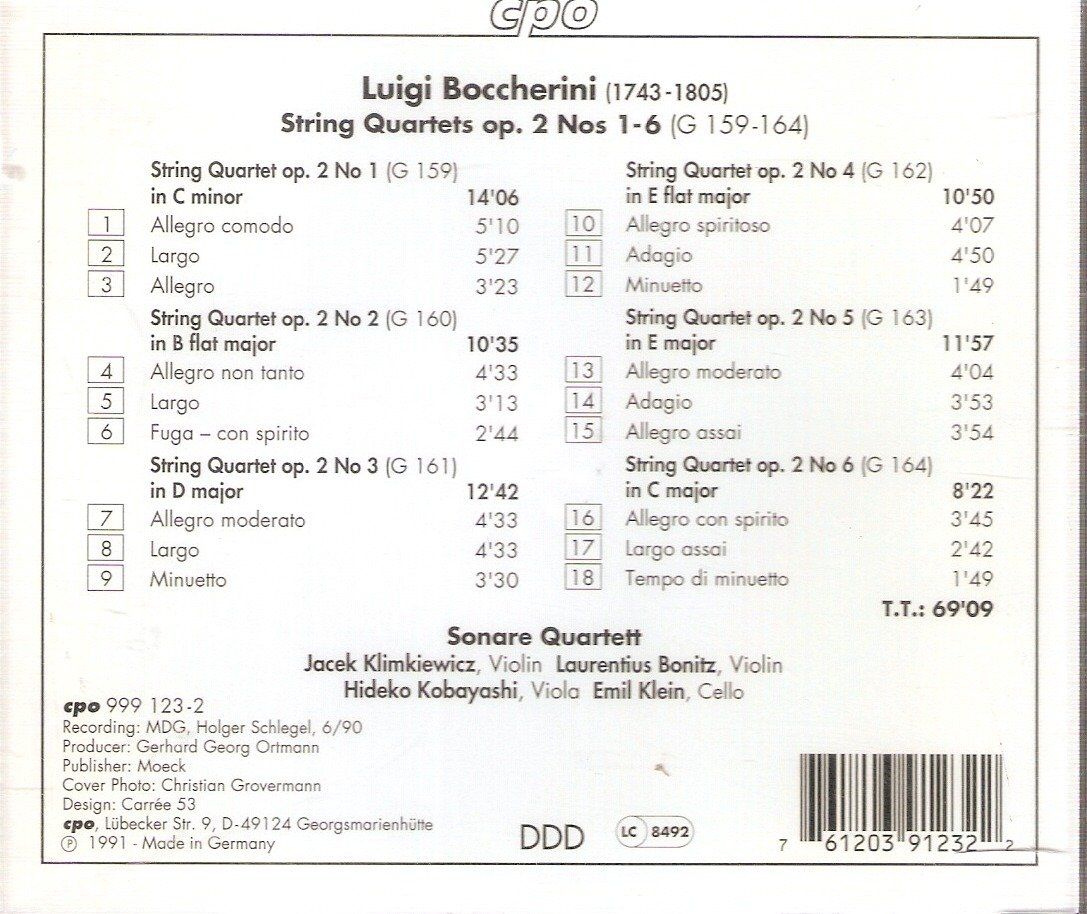 cpo
Luigi Boccherini (1743-1805)
String Quartets op. 2 Nos 1-6 (G 159-164)
String Quartet op. 2 No 1 (G 159)
in C minor 14'06
1 Allegro comodo 5'10
2 Largo 5'27
3 Allegro 3'23
String Quartet op. 2 No 2 (G 160)
in B flat major 10'35
4 Allegro non tanto 4'33
5 Largo 3'13
6 Fuga – con spirito 2'44
String Quartet op. 2 No 3 (G 161)
in D major 12'42
7 Allegro moderato 4'33
8 Largo 4'33
9 Minuetto 3'30
String Quartet op. 2 No 4 (G 162)
in E flat major 10'50
10 Allegro spiritoso 4'07
11 Adagio 4'50
12 Minuetto 1'49
String Quartet op. 2 No 5 (G 163)
in E major 11'57
13 Allegro moderato 4'04
14 Adagio 3'53
15 Allegro assai 3'54
String Quartet op. 2 No 6 (G 164)
in C major 8'22
16 Allegro con spirito 3'45
17 Largo assai 2'42
18 Tempo di minuetto 1'49
T.T.: 69'09
Sonare Quartett
Jacek Klimkiewicz, Violin Laurentius Bonitz, Violin
Hideko Kobayashi, Viola Emil Klein, Cello
cpo 999 123-2
Recording: MDG, Holger Schlegel, 6/90
Producer: Gerhard Georg Ortmann
Publisher: Moeck
Cover Photo: Christian Grovermann
Design: Carrée 53
cpo, Lübecker Str. 9, D-49124 Georgsmarienhütte
℗ 1991 - Made in Germany
DDD
LC 8492
7 61203 91232 2